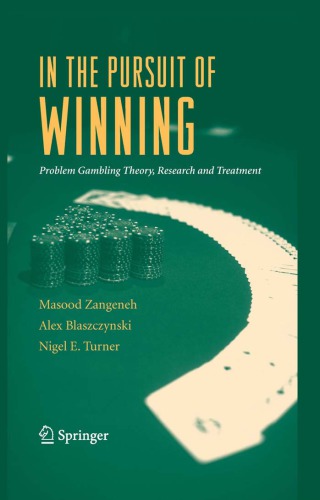 IN THE PURSUIT OF
WINNING
Problem Gambling Theory, Research and Treatment
Masood Zangeneh
Alex Blaszczynski
Nigel E. Turner
Springer